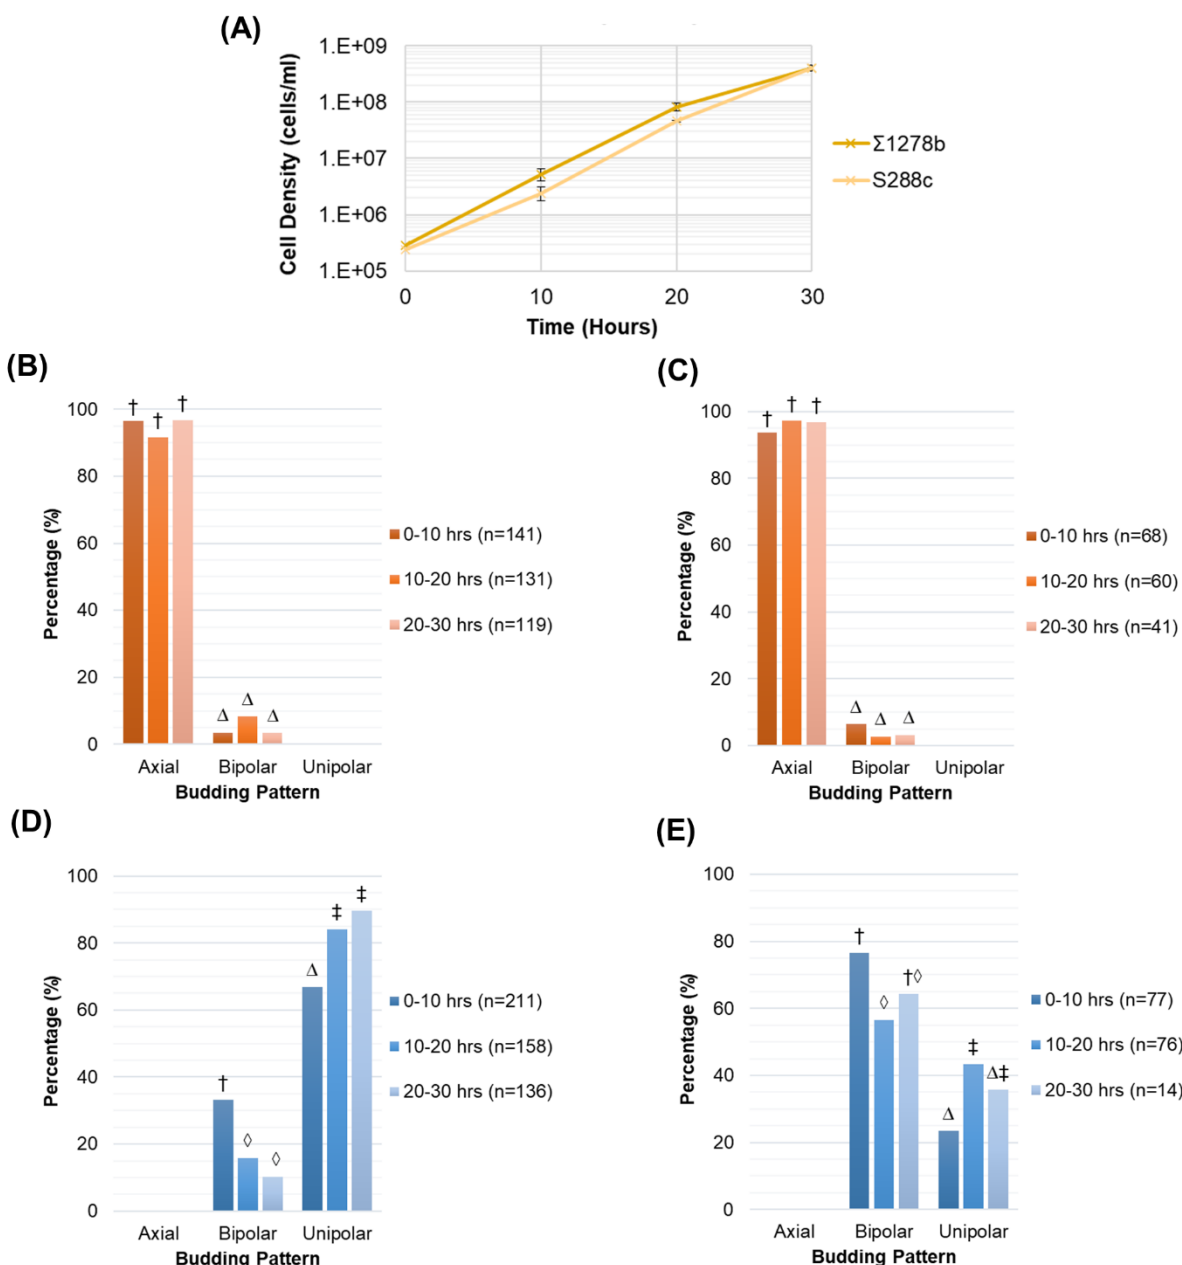 (A)
Cell Density (cells/ml)
1.E+09
1.E+08
1.E+07
1.E+06
1.E+05
0 10 20 30
Time (Hours)
Σ1278b
S288c
(B)
Percentage (%)
100
80
60
40
20
0
† † †
Δ Δ Δ
Axial Bipolar Unipolar
Budding Pattern
0-10 hrs (n=141)
10-20 hrs (n=131)
20-30 hrs (n=119)
(C)
Percentage (%)
100
80
60
40
20
0
† † †
Δ Δ Δ
Axial Bipolar Unipolar
Budding Pattern
0-10 hrs (n=68)
10-20 hrs (n=60)
20-30 hrs (n=41)
(D)
Percentage (%)
100
80
60
40
20
0
† ◊ ◊
Δ ‡ ‡
Axial Bipolar Unipolar
Budding Pattern
0-10 hrs (n=211)
10-20 hrs (n=158)
20-30 hrs (n=136)
(E)
Percentage (%)
100
80
60
40
20
0
† ◊ †◊
Δ ‡ Δ‡
Axial Bipolar Unipolar
Budding Pattern
0-10 hrs (n=77)
10-20 hrs (n=76)
20-30 hrs (n=14)